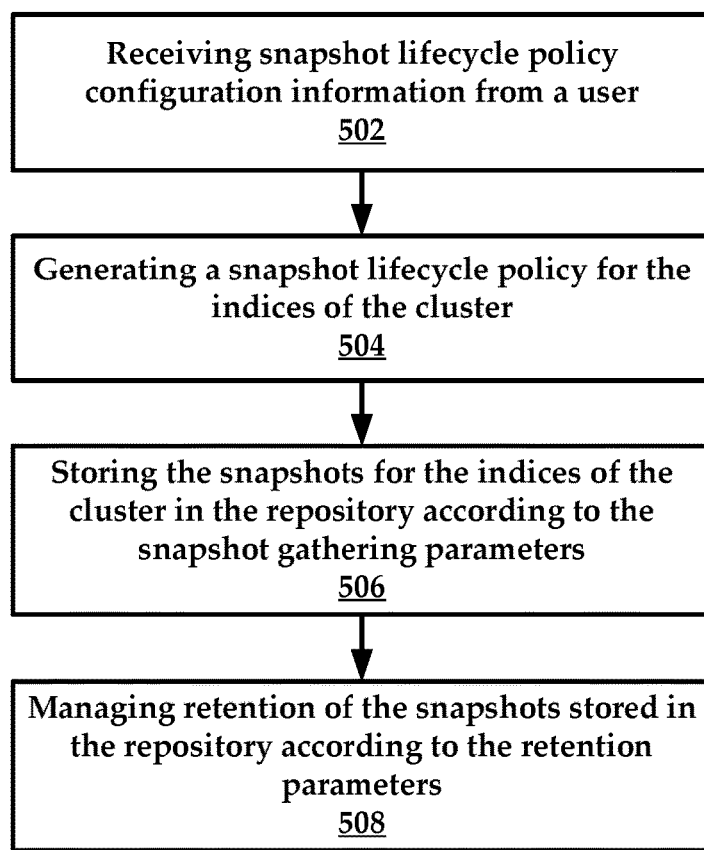 Receiving snapshot lifecycle policy
configuration information from a user
502
Generating a snapshot lifecycle policy for the
indices of the cluster
504
Storing the snapshots for the indices of the
cluster in the repository according to the
snapshot gathering parameters
506
Managing retention of the snapshots stored in
the repository according to the retention
parameters
508